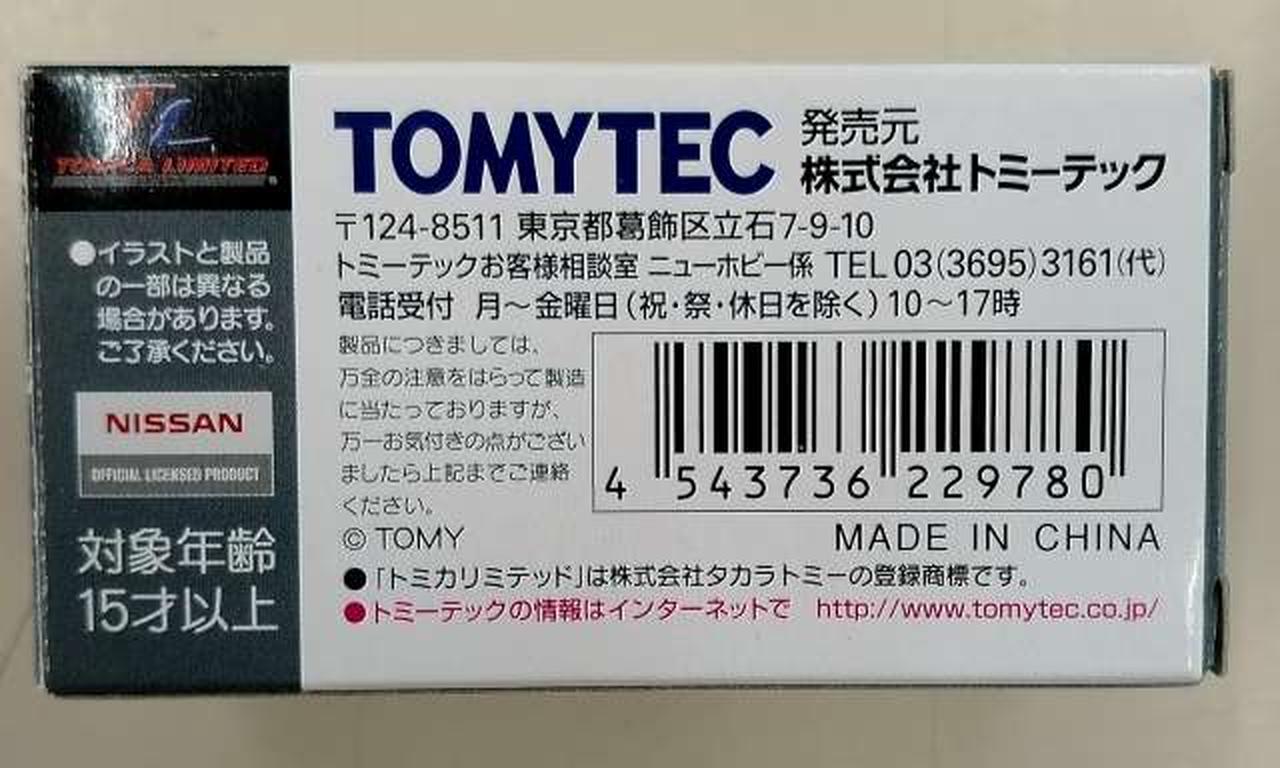 TOMICA LIMITED
●イラストと製品
の一部は異なる
場合があります。
ご了承ください。
NISSAN
OFFICIAL LICENSED PRODUCT
対象年齢
15才以上
TOMYTEC
発売元
株式会社トミーテック
〒124-8511 東京都葛飾区立石7-9-10
トミーテックお客様相談室 ニューホビー係 TEL 03(3695)3161(代)
電話受付 月～金曜日(祝・祭・休日を除く) 10～17時
製品につきましては、
万全の注意をはらって製造
に当たっておりますが、
万一お気付きの点がござい
ましたら上記までご連絡
ください。
4 543736 229780
© TOMY
MADE IN CHINA
●「トミカリミテッド」は株式会社タカラトミーの登録商標です。
●トミーテックの情報はインターネットで http://www.tomytec.co.jp/